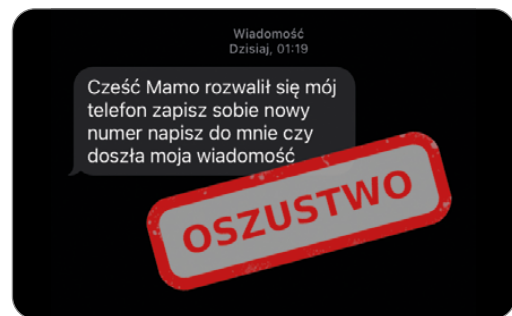 Wiadomość
Dzisiaj, 01:19
Cześć Mamo rozwalił się mój
telefon zapisz sobie nowy
numer napisz do mnie czy
doszła moja wiadomość
OSZUSTWO